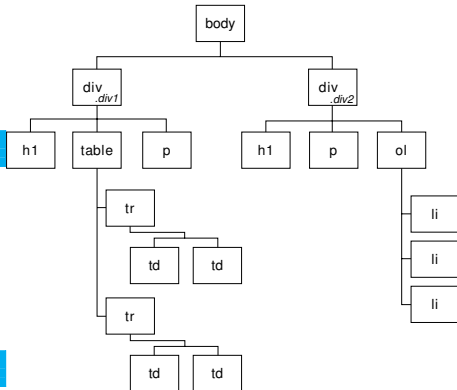 body
div .div1 div .div2
h1 table p h1 p ol
tr li
td td li
li
tr
td td